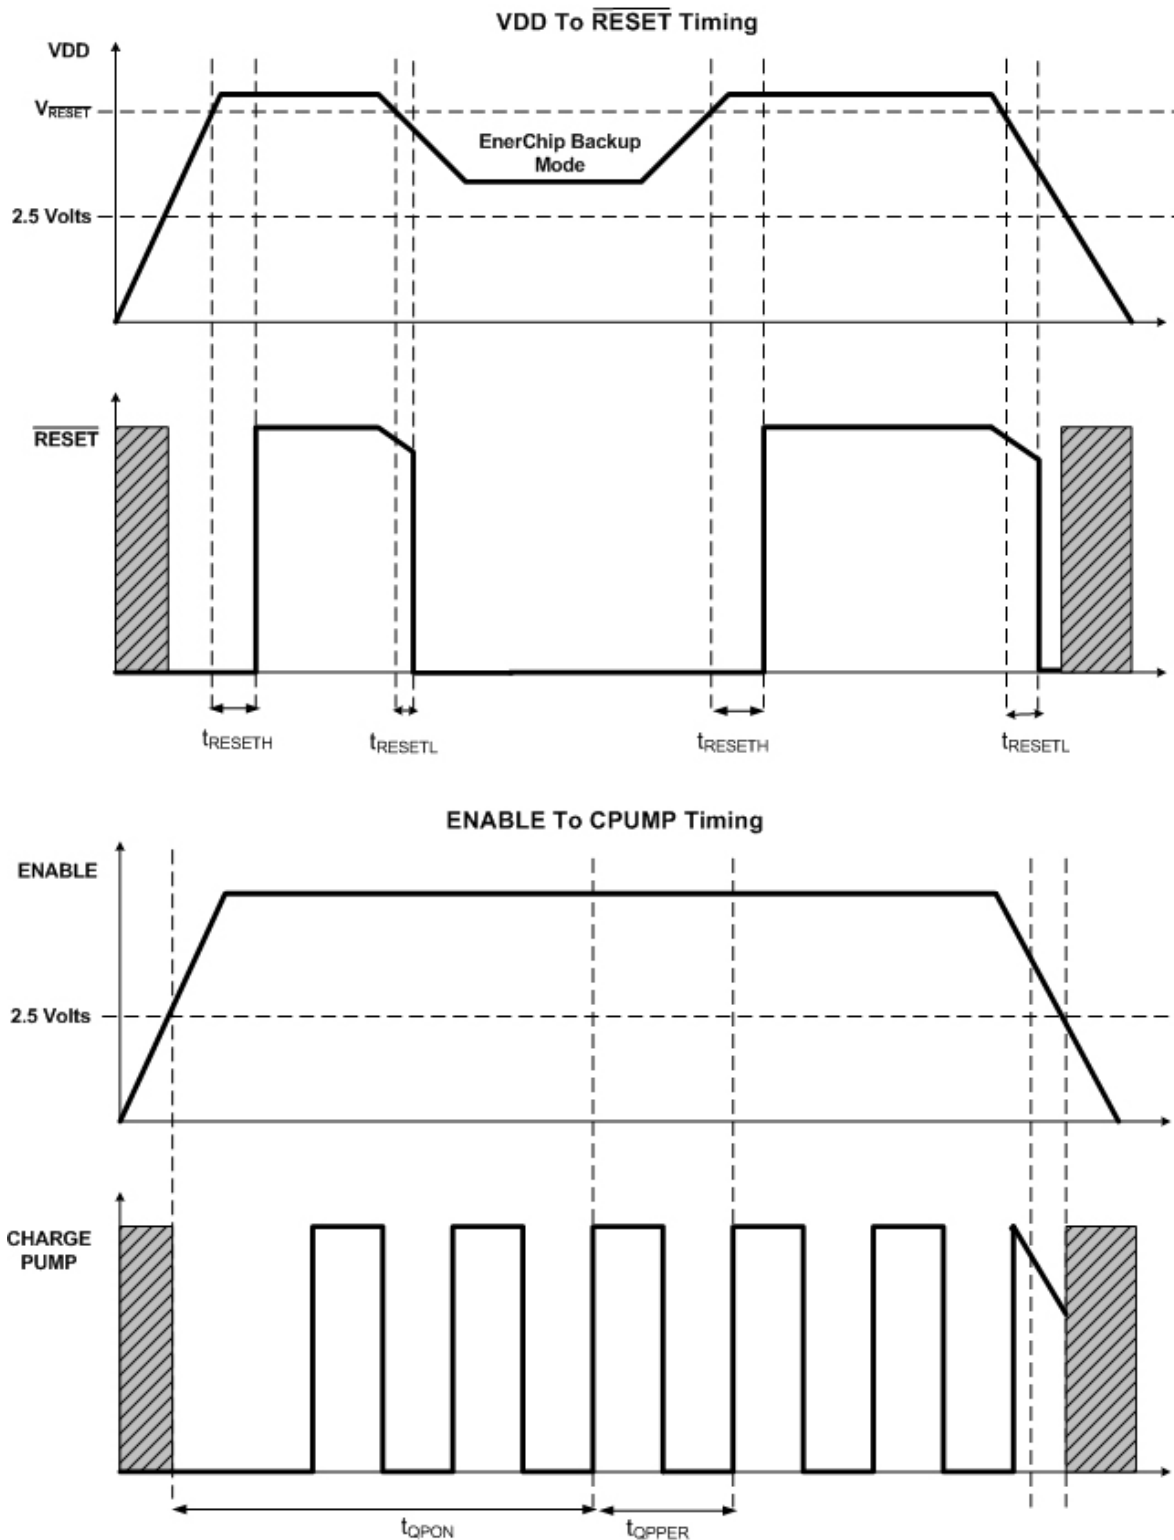 VDD To RESET Timing
VDD
VRESET
EnerChip Backup
Mode
2.5 Volts
RESET
tRESETH
tRESETL
tRESETH
tRESETL
ENABLE To CPUMP Timing
ENABLE
2.5 Volts
CHARGE
PUMP
tQPON
tQPPER